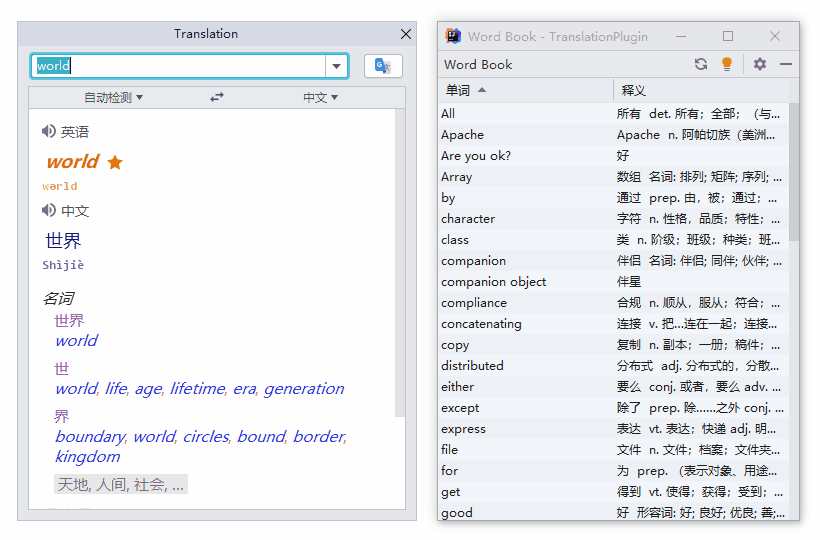 Translation
world
自动检测
中文
英语
world
wərld
中文
世界
Shìjiè
名词
世界
world
世
world, life, age, lifetime, era, generation
界
boundary, world, circles, bound, border,
kingdom
天地, 人间, 社会, ...
Word Book - TranslationPlugin
Word Book
单词 释义
All 所有 det. 所有；全部；（与...
Apache Apache n. 阿帕切族（美洲...
Are you ok? 好
Array 数组 名词: 排列; 矩阵; 序列; ...
by 通过 prep. 由，被；通过；...
character 字符 n. 性格，品质；特性；...
class 类 n. 阶级；班级；种类；班...
companion 伴侣 名词: 伴侣; 同伴; 伙伴; ...
companion object 伴星
compliance 合规 n. 顺从，服从；符合；...
concatenating 连接 v. 把...连在一起；连接...
copy 复制 n. 副本；一册；稿件；...
distributed 分布式 adj. 分布式的，分散...
either 要么 conj. 或者，要么 adv. ...
except 除了 prep. 除……之外 conj. ...
express 表达 vt. 表达；快递 adj. 明...
file 文件 n. 文件；档案；文件夹...
for 为 prep. （表示对象、用途...
get 得到 vt. 使得；获得；受到；...
good 好 形容词: 好; 良好; 优良; 善;...